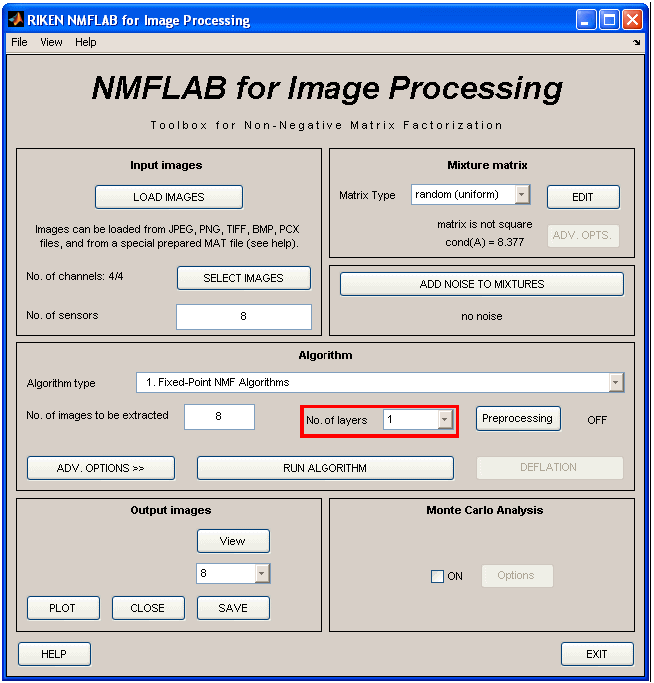 RIKEN NMFLAB for Image Processing
File View Help
NMFLAB for Image Processing
Toolbox for Non-Negative Matrix Factorization
Input images
LOAD IMAGES
Images can be loaded from JPEG, PNG, TIFF, BMP, PCX
files, and from a special prepared MAT file (see help).
No. of channels: 4/4
SELECT IMAGES
No. of sensors
8
Mixture matrix
Matrix Type
random (uniform)
EDIT
matrix is not square
cond(A) = 8.377
ADV. OPTS.
ADD NOISE TO MIXTURES
no noise
Algorithm
Algorithm type
1. Fixed-Point NMF Algorithms
No. of images to be extracted
8
No. of layers
1
Preprocessing
OFF
ADV. OPTIONS >>
RUN ALGORITHM
DEFLATION
Output images
View
8
PLOT
CLOSE
SAVE
Monte Carlo Analysis
ON
Options
HELP
EXIT